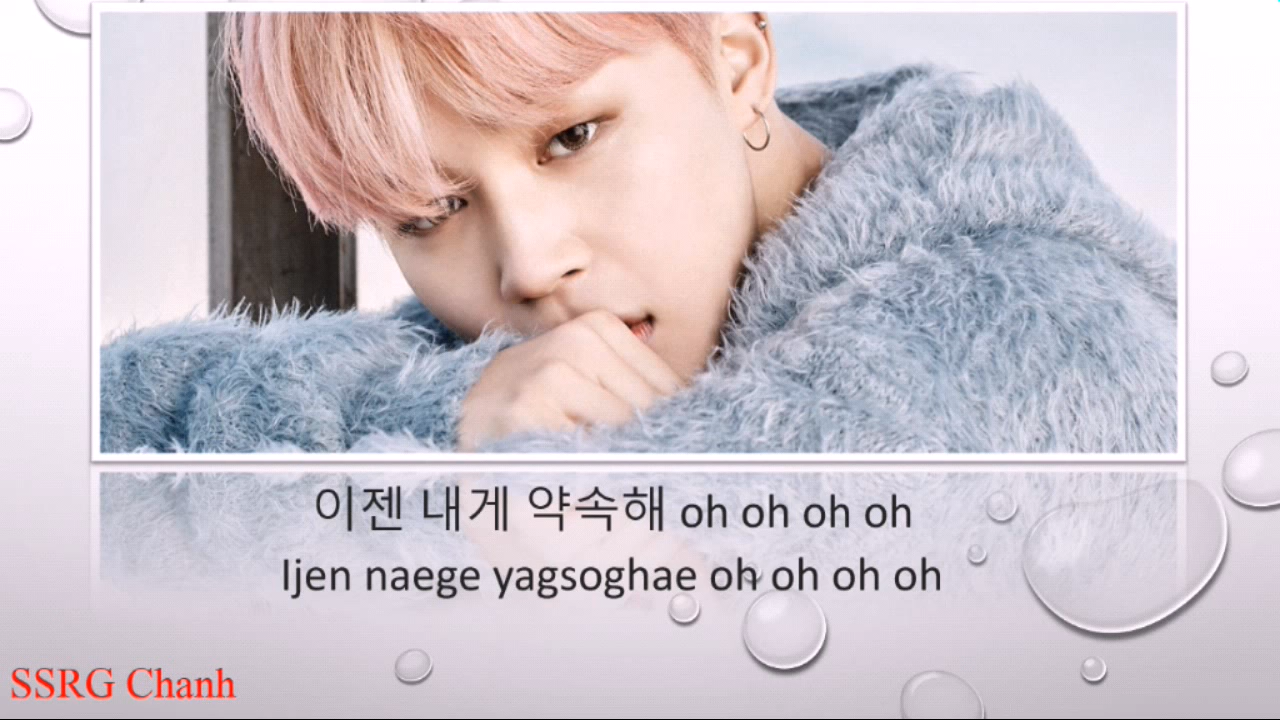 이젠 내게 약속해 oh oh oh oh
Ijen naege yagsoghae oh oh oh oh
SSRG Chanh